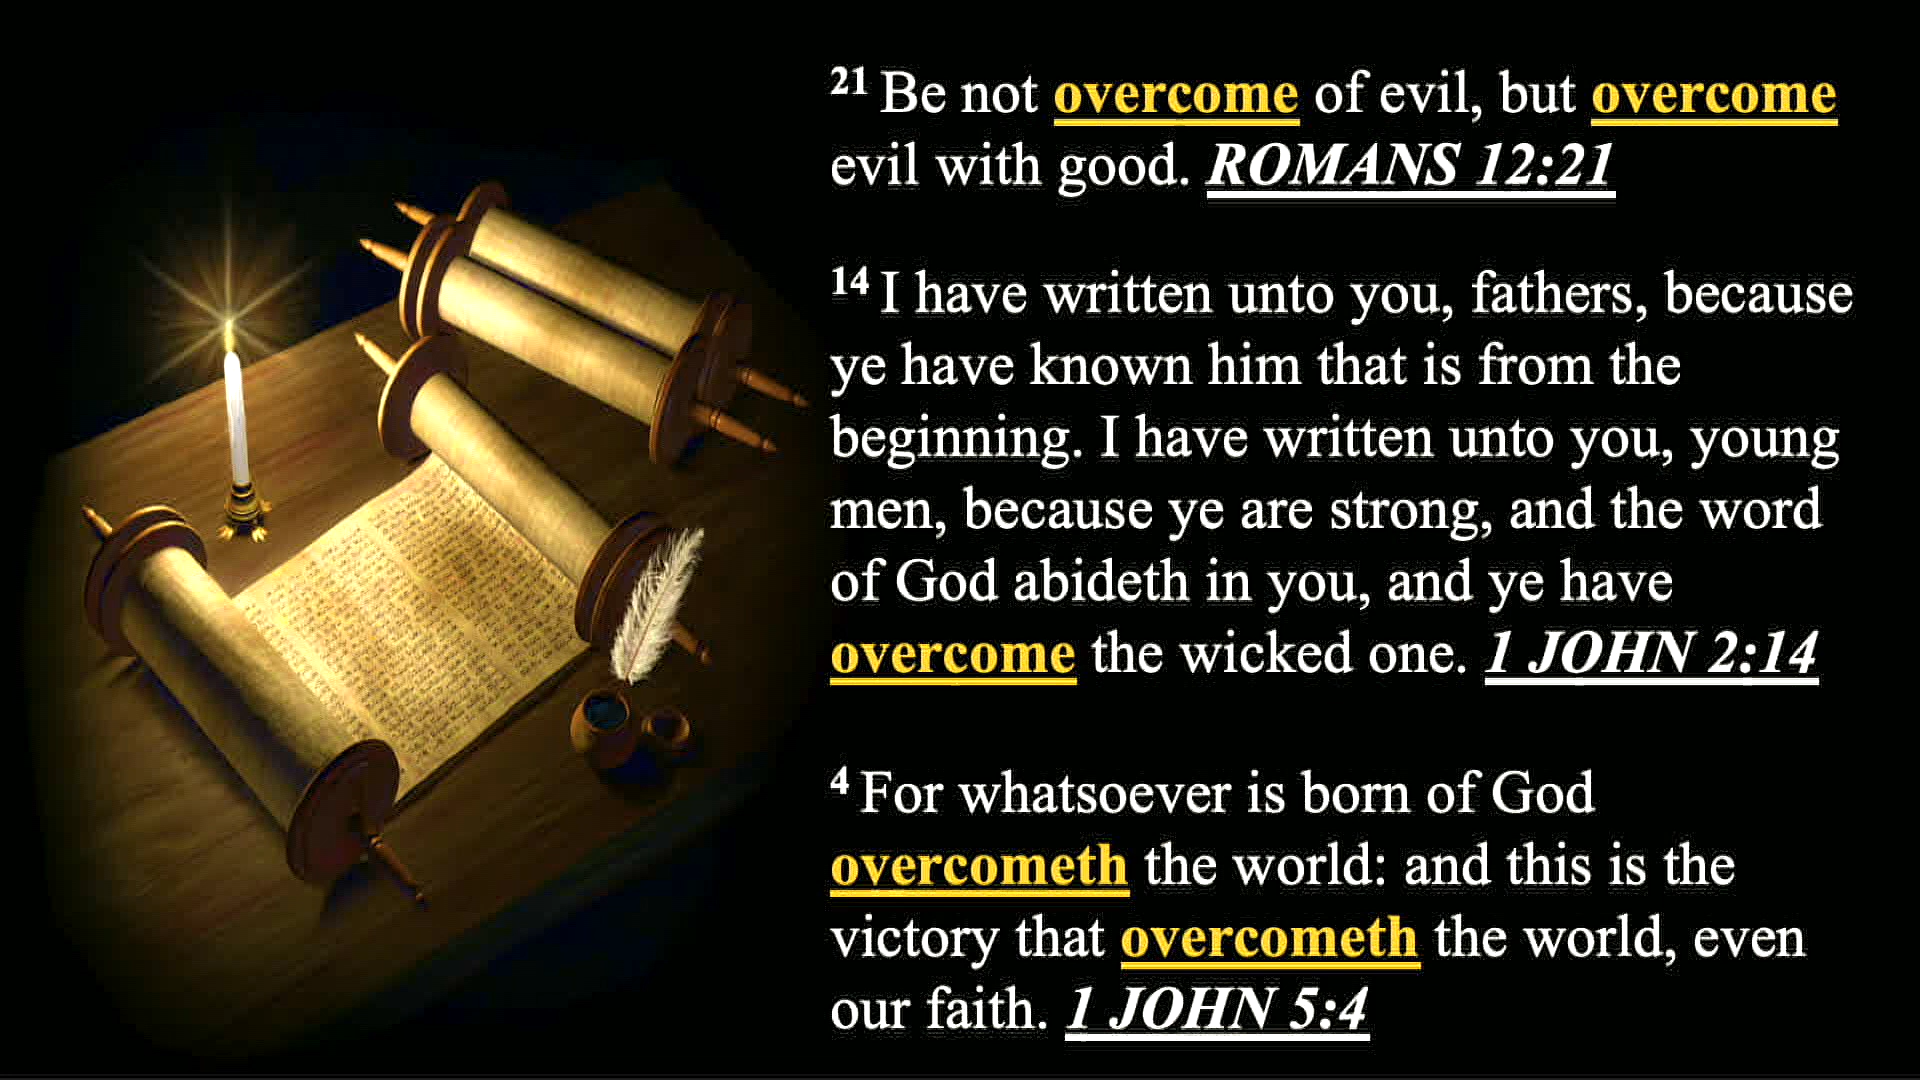 21 Be not overcome of evil, but overcome
evil with good. ROMANS 12:21
14 I have written unto you, fathers, because
ye have known him that is from the
beginning. I have written unto you, young
men, because ye are strong, and the word
of God abideth in you, and ye have
overcome the wicked one. 1 JOHN 2:14
4 For whatsoever is born of God
overcometh the world: and this is the
victory that overcometh the world, even
our faith. 1 JOHN 5:4